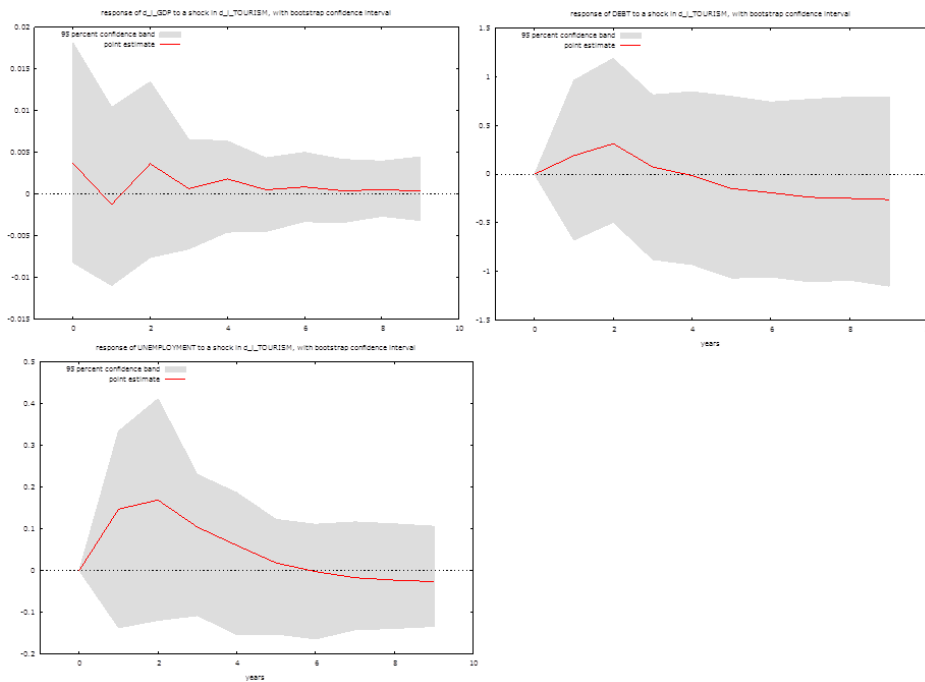 response of d_l_GDP to a shock in d_l_TOURISM, with bootstrap confidence interval
0.02
95 percent confidence band
point estimate
0.015
0.01
0.005
0
-0.005
-0.01
-0.015
0 2 4 6 8 10
response of DEBT to a shock in d_l_TOURISM, with bootstrap confidence interval
1.5
95 percent confidence band
point estimate
1
0.5
0
-0.5
-1
-1.5
0 2 4 6 8
years
response of UNEMPLOYMENT to a shock in d_l_TOURISM, with bootstrap confidence interval
0.5
95 percent confidence band
point estimate
0.4
0.3
0.2
0.1
0
-0.1
-0.2
0 2 4 6 8 10
years